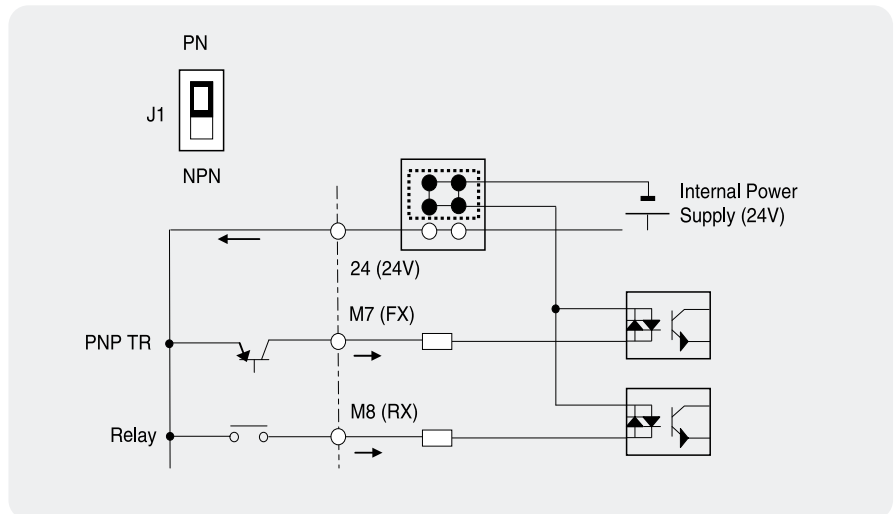 PN
J1
NPN
Internal Power
Supply (24V)
24 (24V)
M7 (FX)
PNP TR
M8 (RX)
Relay